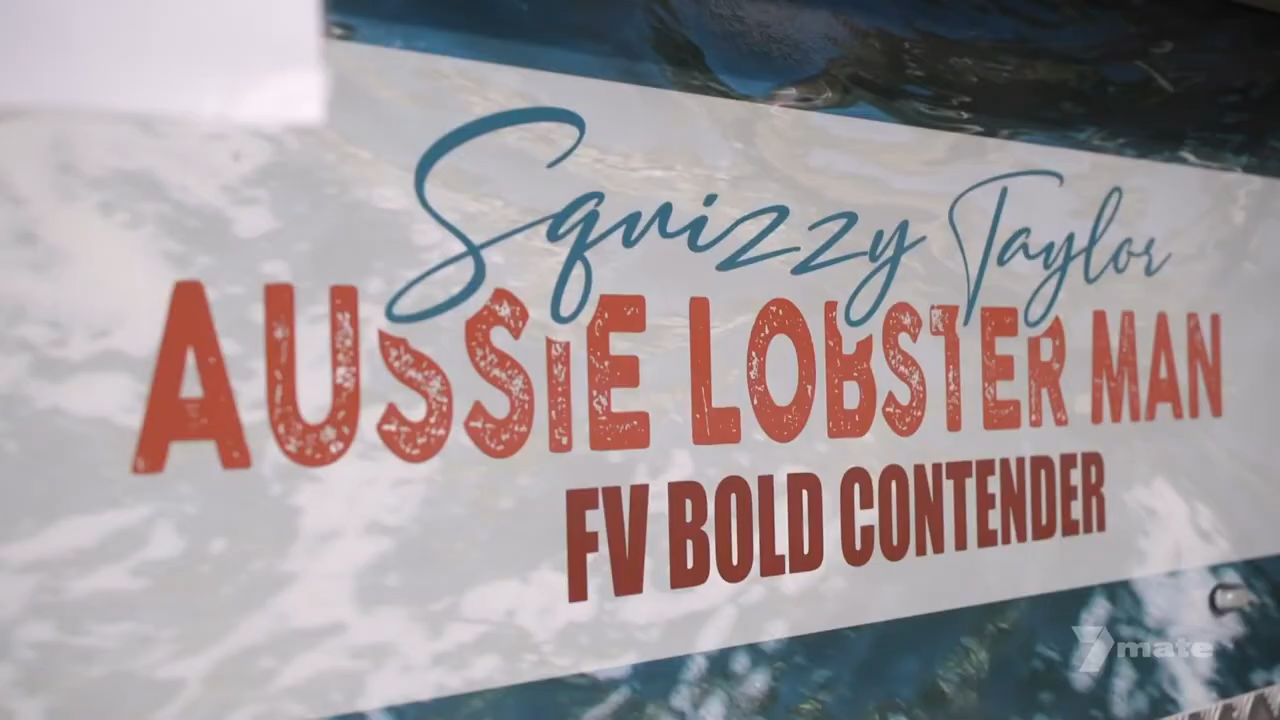 Squizzy Taylor
AUSSIE LOBSTER MAN
FV BOLD CONTENDER
7mate